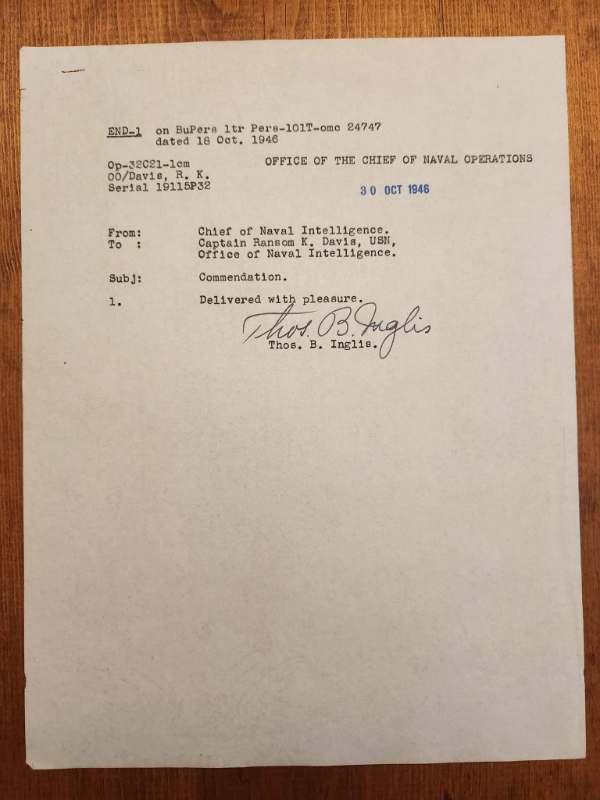 END-1 on BuPers ltr Pers-101T-omc 24747
dated 18 Oct. 1946
Op-32C21-lcm OFFICE OF THE CHIEF OF NAVAL OPERATIONS
OO/Davis, R. K.
Serial 19115P32 30 OCT 1946
From: Chief of Naval Intelligence.
To : Captain Ransom K. Davis, USN,
Office of Naval Intelligence.
Subj: Commendation.
1. Delivered with pleasure.
Thos. B. Inglis
Thos. B. Inglis.